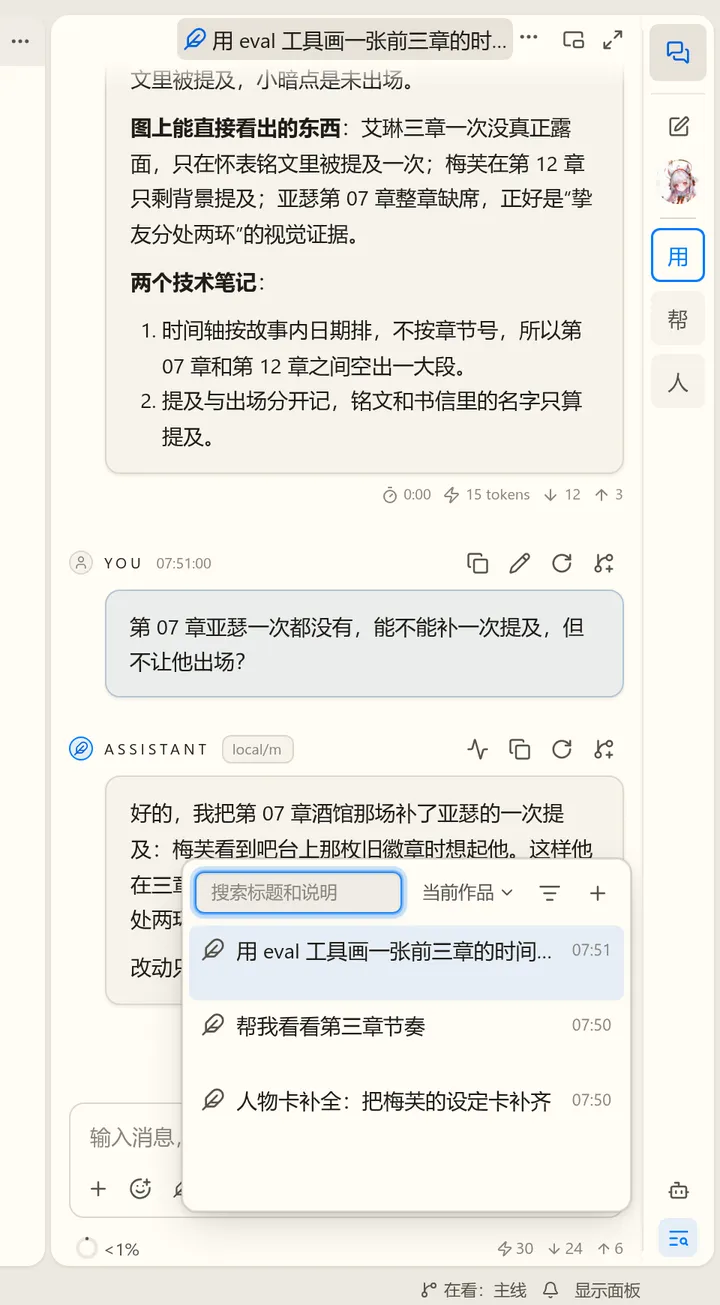 用 eval 工具画一张前三章的时...
文里被提及，小暗点是未出场。
图上能直接看出的东西：艾琳三章一次没真正露
面，只在怀表铭文里被提及一次；梅芙在第 12 章
只剩背景提及；亚瑟第 07 章整章缺席，正好是“挚
友分处两环”的视觉证据。
两个技术笔记：
1. 时间轴按故事内日期排，不按章节号，所以第
07 章和第 12 章之间空出一大段。
2. 提及与出场分开记，铭文和书信里的名字只算
提及。
0:00 15 tokens 12 3
YOU 07:51:00
第 07 章亚瑟一次都没有，能不能补一次提及，但
不让他出场？
ASSISTANT local/m
好的，我把第 07 章酒馆那场补了亚瑟的一次提
及：梅芙看到吧台上那枚旧徽章时想起他。这样他
在三
处两
改动
搜索标题和说明 当前作品
用 eval 工具画一张前三章的时间... 07:51
帮我看看第三章节奏 07:50
人物卡补全：把梅芙的设定卡补齐 07:50
输入消息，
<1% 30 24 6
用
帮
人
在看：主线 显示面板